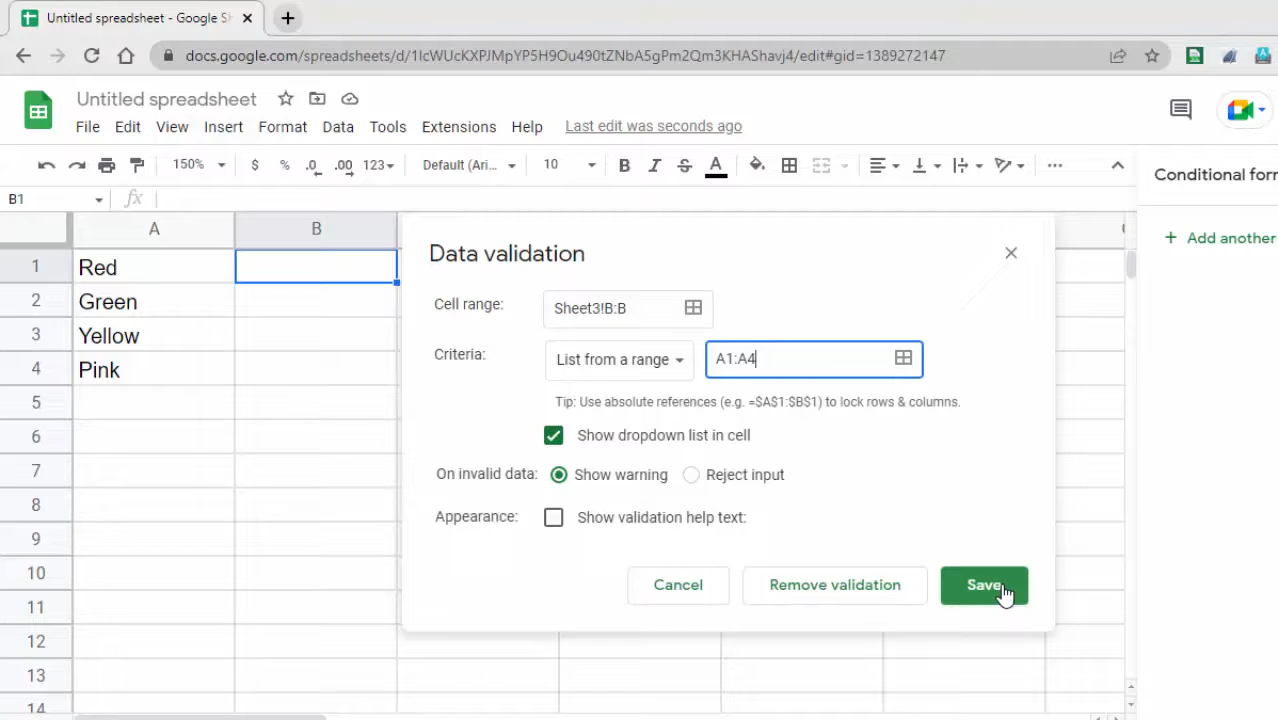 Untitled spreadsheet - Google Sh
docs.google.com/spreadsheets/d/1IcWUcKXPJMpYP5H9Ou490tZNbA5gPm2Qm3KHAShavj4/edit#gid=1389272147
Untitled spreadsheet
File Edit View Insert Format Data Tools Extensions Help Last edit was seconds ago
150% $ % .0 .00 123 Default (Ari... 10 B I S A
Conditional for
B1 fx
A B
Data validation
+ Add another
1 Red
2 Green
3 Yellow
4 Pink
5
6
7
8
9
10
11
12
13
14
Cell range: Sheet3!B:B
Criteria: List from a range A1:A4
Tip: Use absolute references (e.g. =$A$1:$B$1) to lock rows & columns.
Show dropdown list in cell
On invalid data: Show warning Reject input
Appearance: Show validation help text:
Cancel Remove validation Save